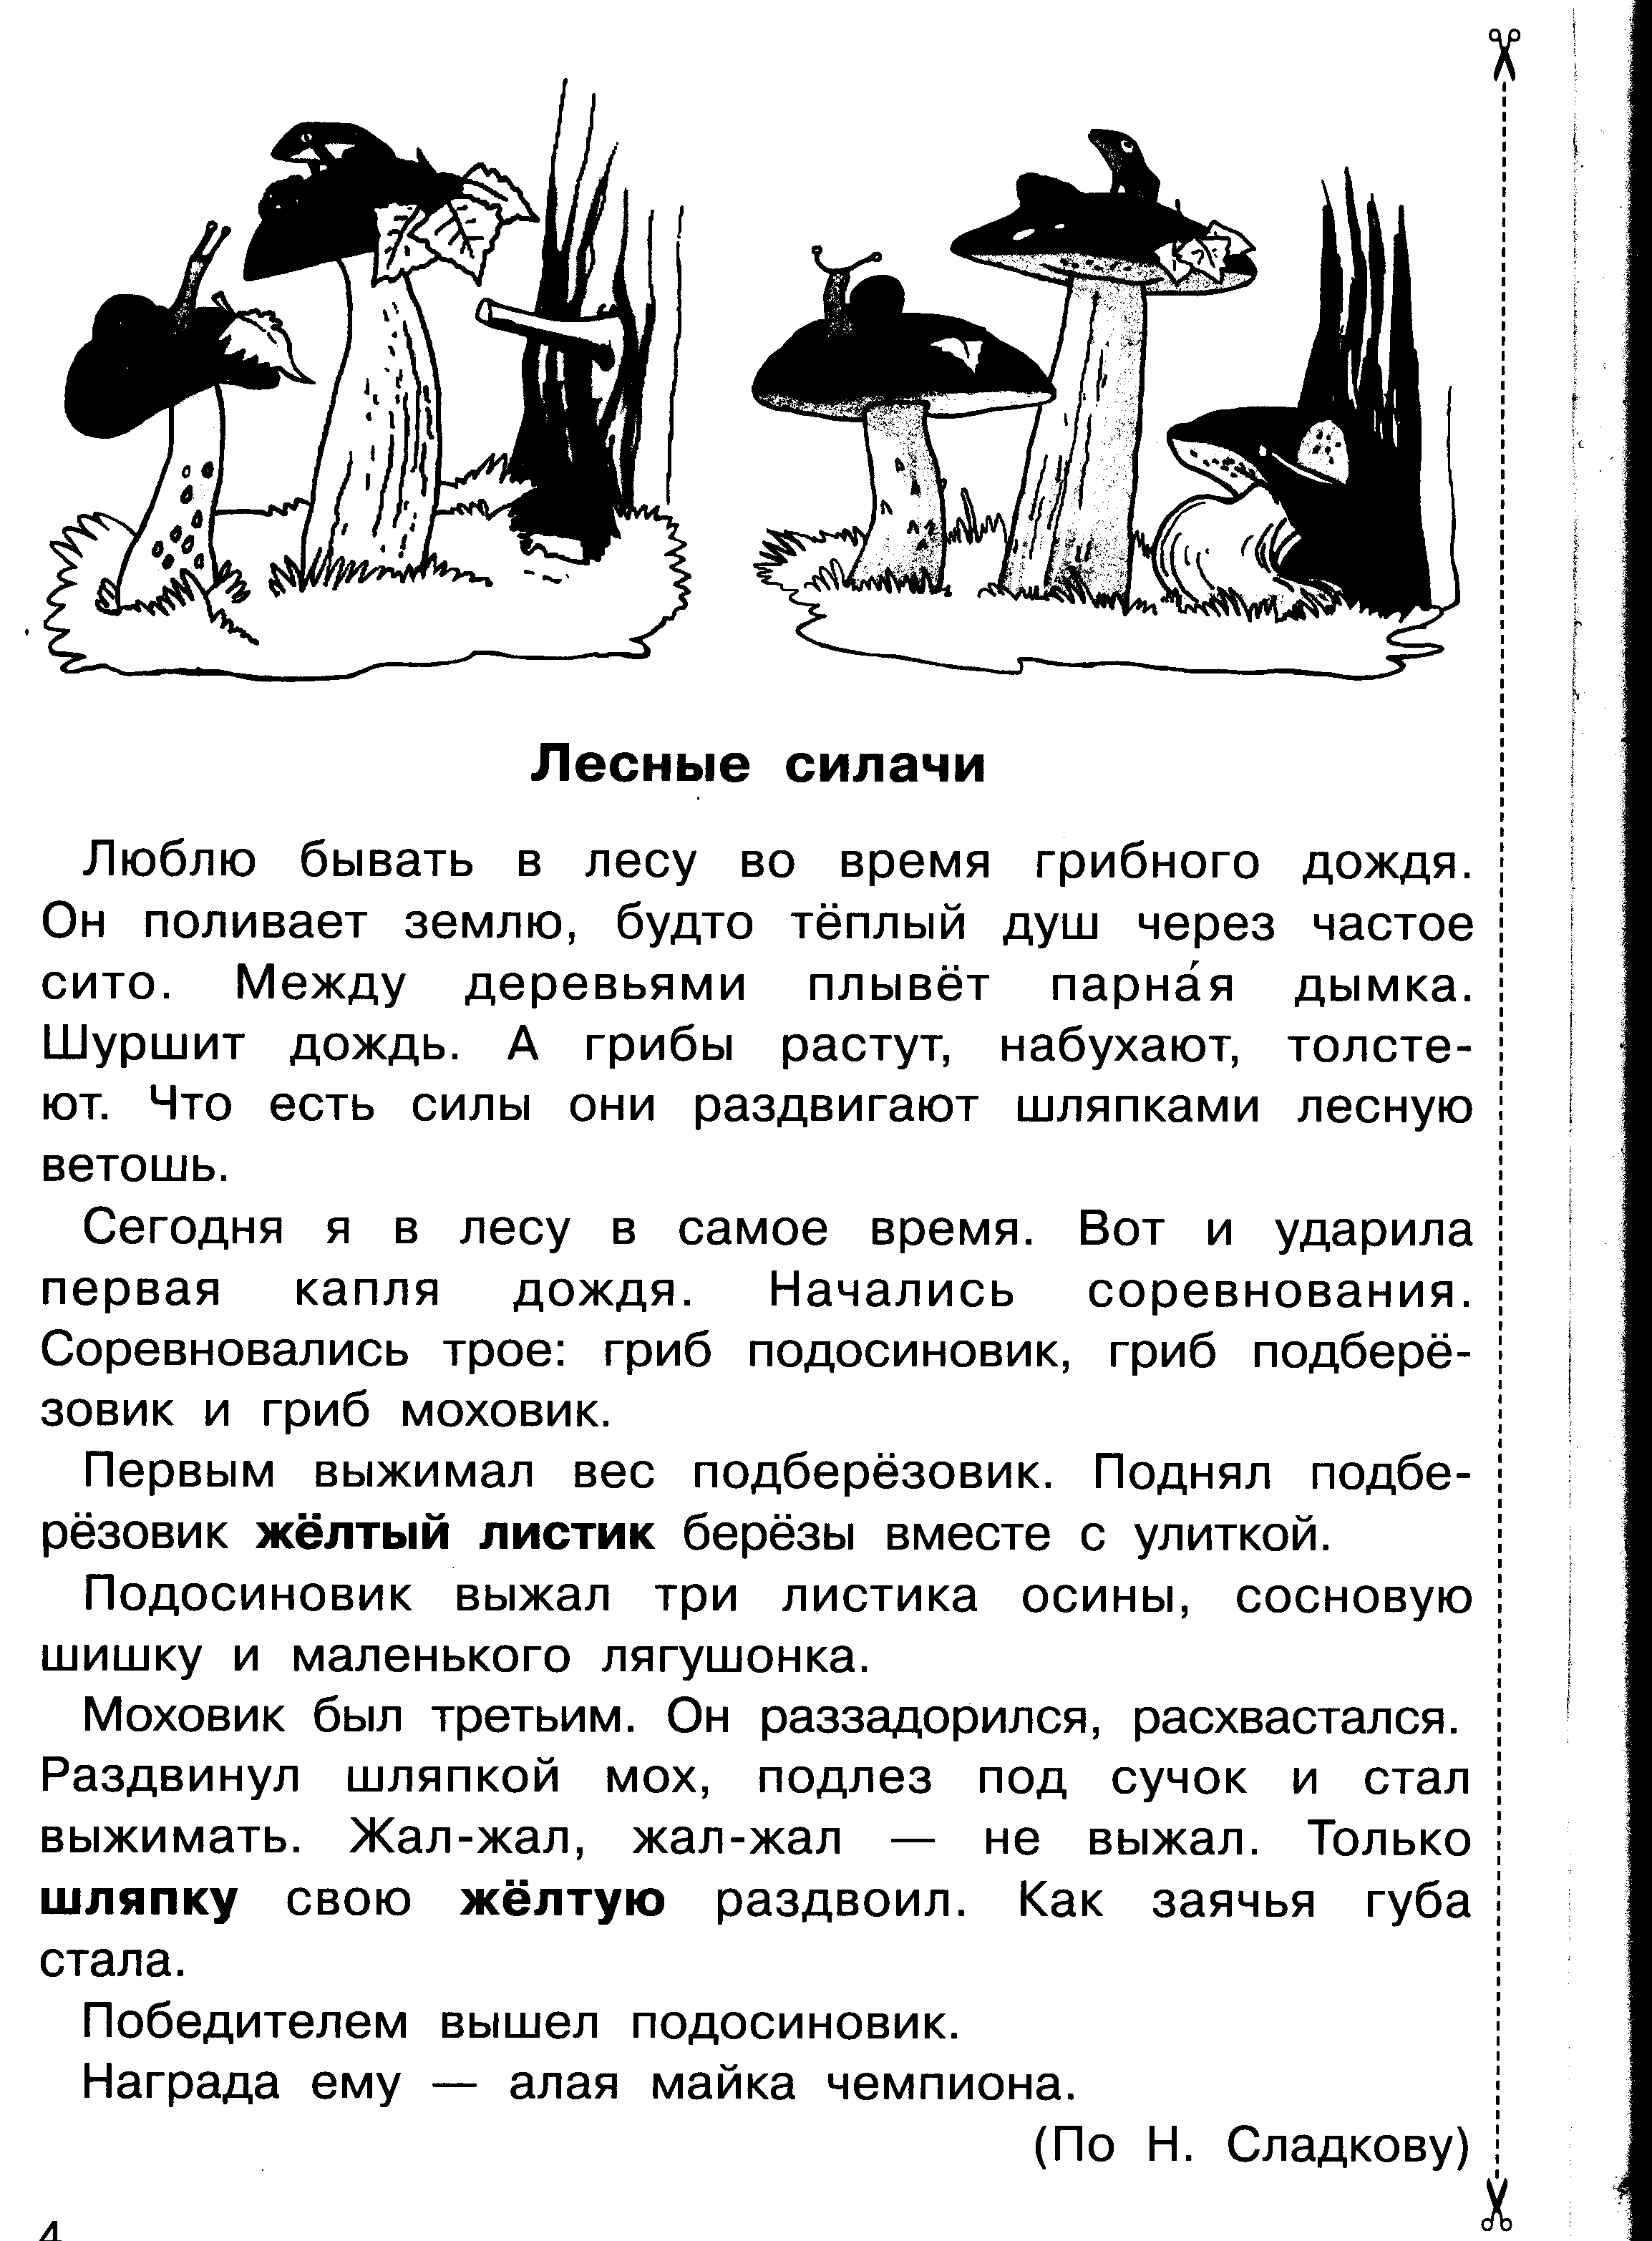 Лесные силачи
Люблю бывать в лесу во время грибного дождя.
Он поливает землю, будто тёплый душ через частое
сито. Между деревьями плывёт парна́я дымка.
Шуршит дождь. А грибы растут, набухают, толсте-
ют. Что есть силы они раздвигают шляпками лесную
ветошь.
Сегодня я в лесу в самое время. Вот и ударила
первая капля дождя. Начались соревнования.
Соревновались трое: гриб подосиновик, гриб подберё-
зовик и гриб моховик.
Первым выжимал вес подберёзовик. Поднял подбе-
рёзовик жёлтый листик берёзы вместе с улиткой.
Подосиновик выжал три листика осины, сосновую
шишку и маленького лягушонка.
Моховик был третьим. Он раззадорился, расхвастался.
Раздвинул шляпкой мох, подлез под сучок и стал
выжимать. Жал-жал, жал-жал — не выжал. Только
шляпку свою жёлтую раздвоил. Как заячья губа
стала.
Победителем вышел подосиновик.
Награда ему — алая майка чемпиона.
(По Н. Сладкову)
4